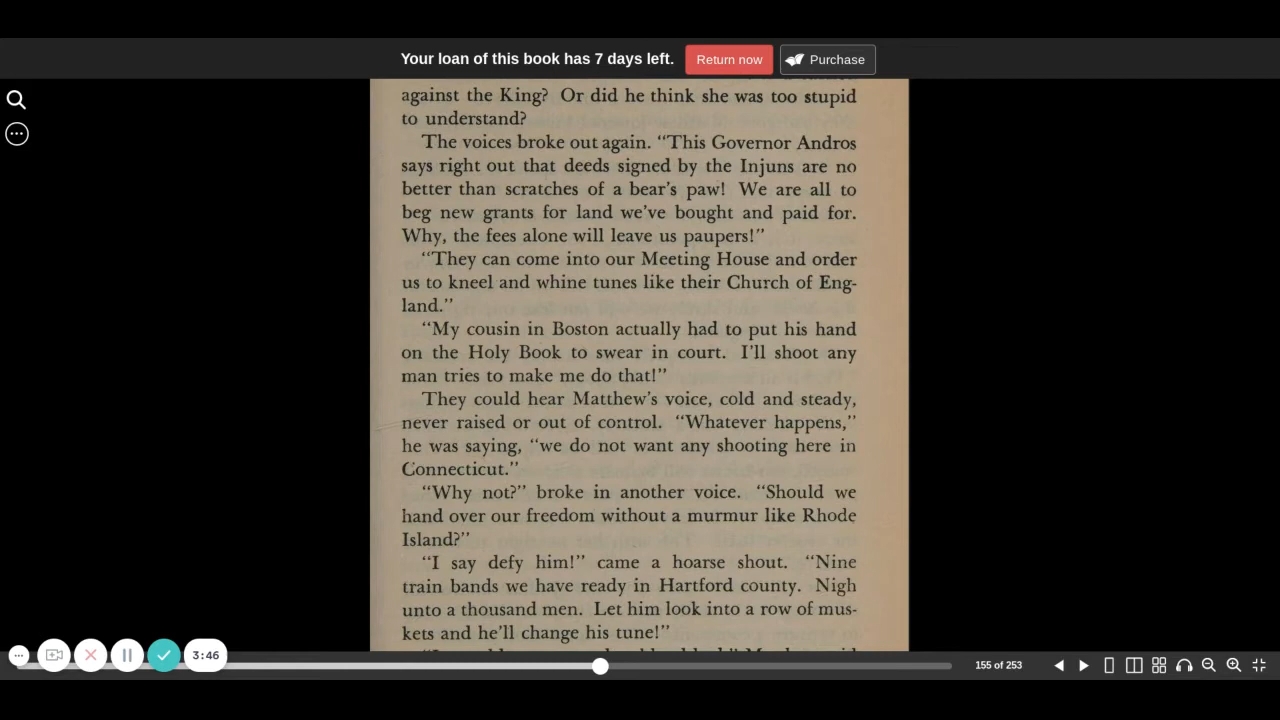 Your loan of this book has 7 days left.
Return now
Purchase
against the King? Or did he think she was too stupid
to understand?
The voices broke out again. “This Governor Andros
says right out that deeds signed by the Injuns are no
better than scratches of a bear’s paw! We are all to
beg new grants for land we’ve bought and paid for.
Why, the fees alone will leave us paupers!”
“They can come into our Meeting House and order
us to kneel and whine tunes like their Church of Eng-
land.”
“My cousin in Boston actually had to put his hand
on the Holy Book to swear in court. I’ll shoot any
man tries to make me do that!”
They could hear Matthew’s voice, cold and steady,
never raised or out of control. “Whatever happens,”
he was saying, “we do not want any shooting here in
Connecticut.”
“Why not?” broke in another voice. “Should we
hand over our freedom without a murmur like Rhode
Island?”
“I say defy him!” came a hoarse shout. “Nine
train bands we have ready in Hartford county. Nigh
unto a thousand men. Let him look into a row of mus-
kets and he’ll change his tune!”
3:46
155 of 253